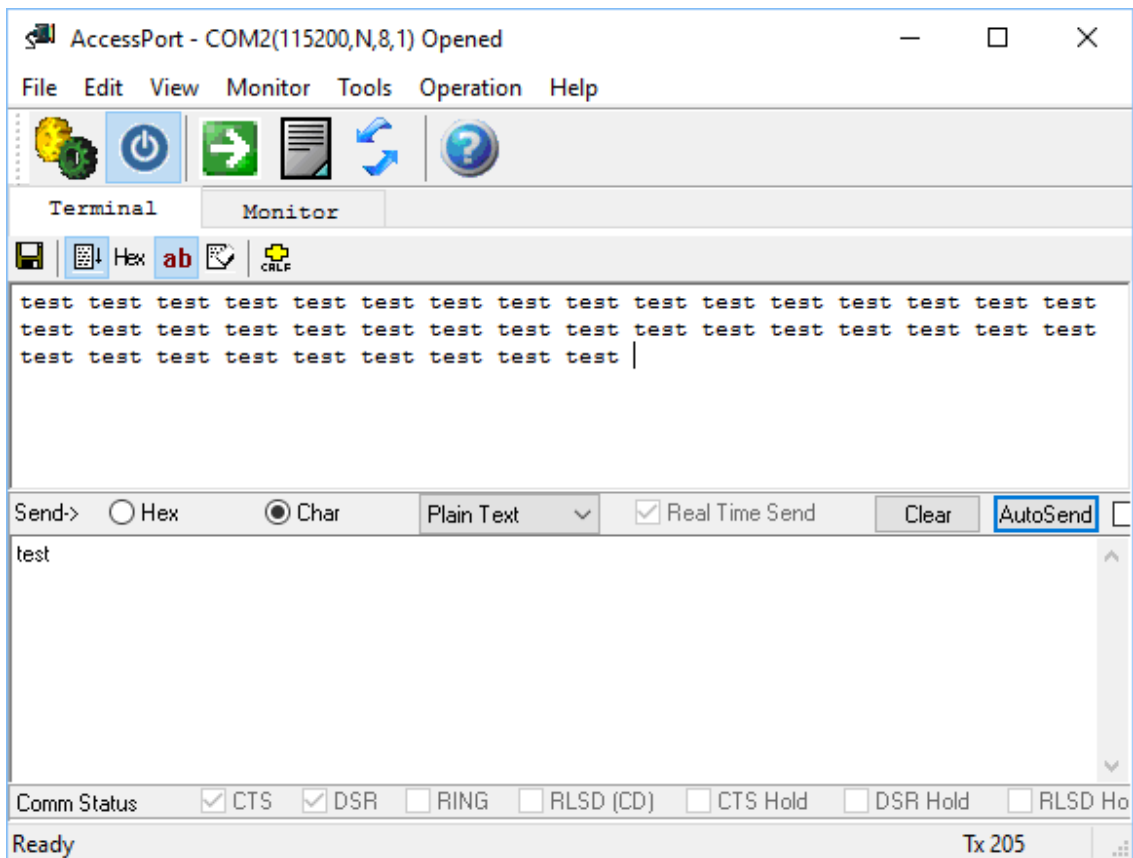 AccessPort - COM2(115200,N,8,1) Opened
File Edit View Monitor Tools Operation Help
Terminal Monitor
Hex ab CRLF
test test test test test test test test test test test test test test test test
test test test test test test test test test test test test test test test test
test test test test test test test test test
Send-> Hex Char Plain Text Real Time Send Clear AutoSend
test
Comm Status CTS DSR RING RLSD (CD) CTS Hold DSR Hold RLSD Ho
Ready Tx 205